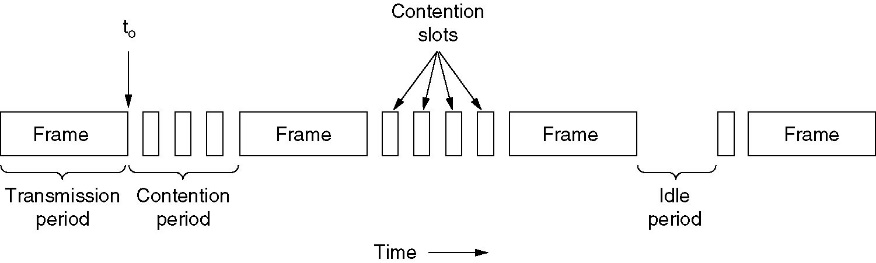 Contention
slots
t₀
Frame
Frame
Frame
Frame
Transmission
period
Contention
period
Idle
period
Time